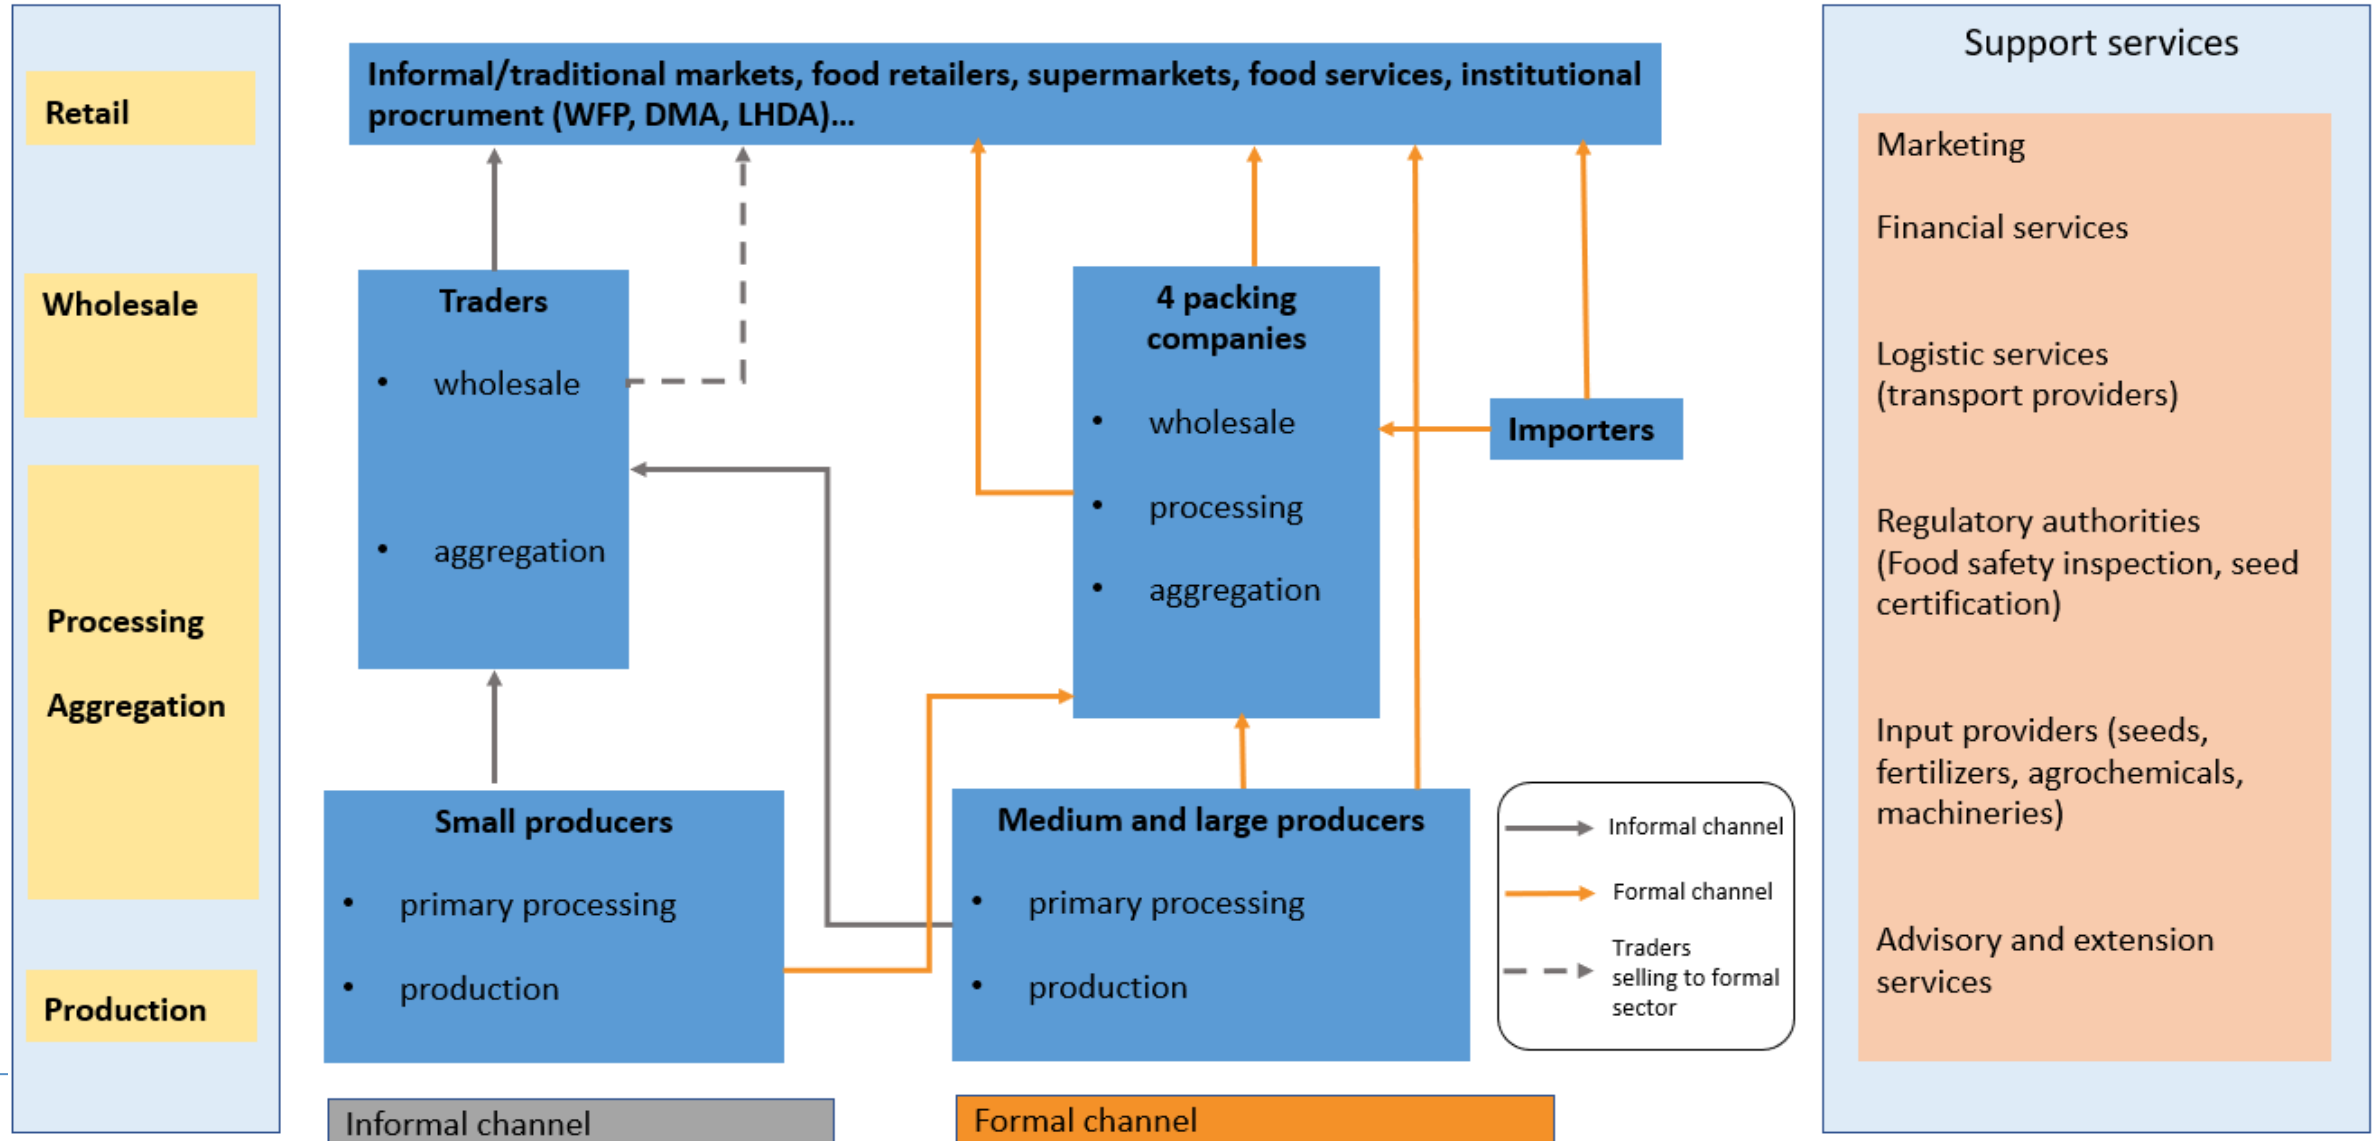 Retail
Wholesale
Processing
Aggregation
Production
Informal/traditional markets, food retailers, supermarkets, food services, institutional
procrument (WFP, DMA, LHDA)...
Traders
• wholesale
• aggregation
4 packing
companies
• wholesale
• processing
• aggregation
Importers
Small producers
• primary processing
• production
Medium and large producers
• primary processing
• production
Informal channel
Formal channel
Traders
selling to formal
sector
Informal channel
Formal channel
Support services
Marketing
Financial services
Logistic services
(transport providers)
Regulatory authorities
(Food safety inspection, seed
certification)
Input providers (seeds,
fertilizers, agrochemicals,
machineries)
Advisory and extension
services